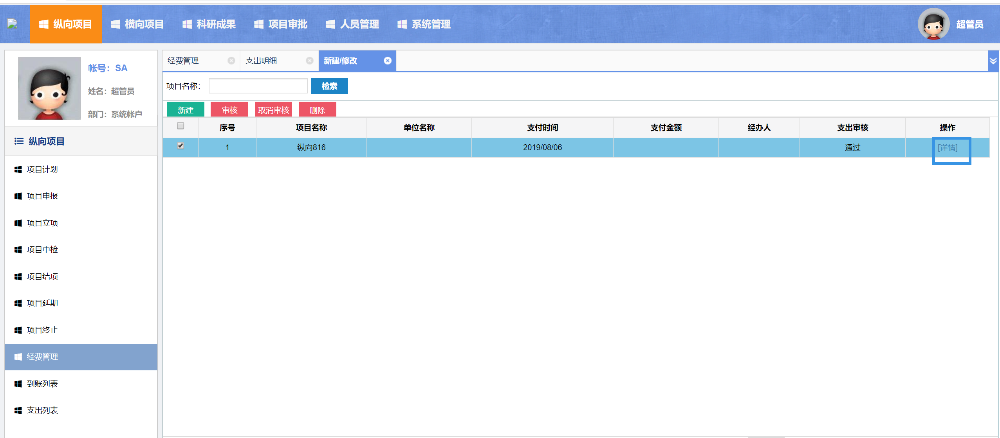 纵向项目 横向项目 科研成果 项目审批 人员管理 系统管理 超管员
帐号：SA
姓名：超管员
部门：系统帐户
纵向项目
项目计划
项目申报
项目立项
项目中检
项目结项
项目延期
项目终止
经费管理
到账列表
支出列表
经费管理 支出明细 新建/修改
项目名称： 检索
新建 审核 取消审核 删除
序号 项目名称 单位名称 支付时间 支付金额 经办人 支出审核 操作
1 纵向816 2019/08/06 通过 [详情]